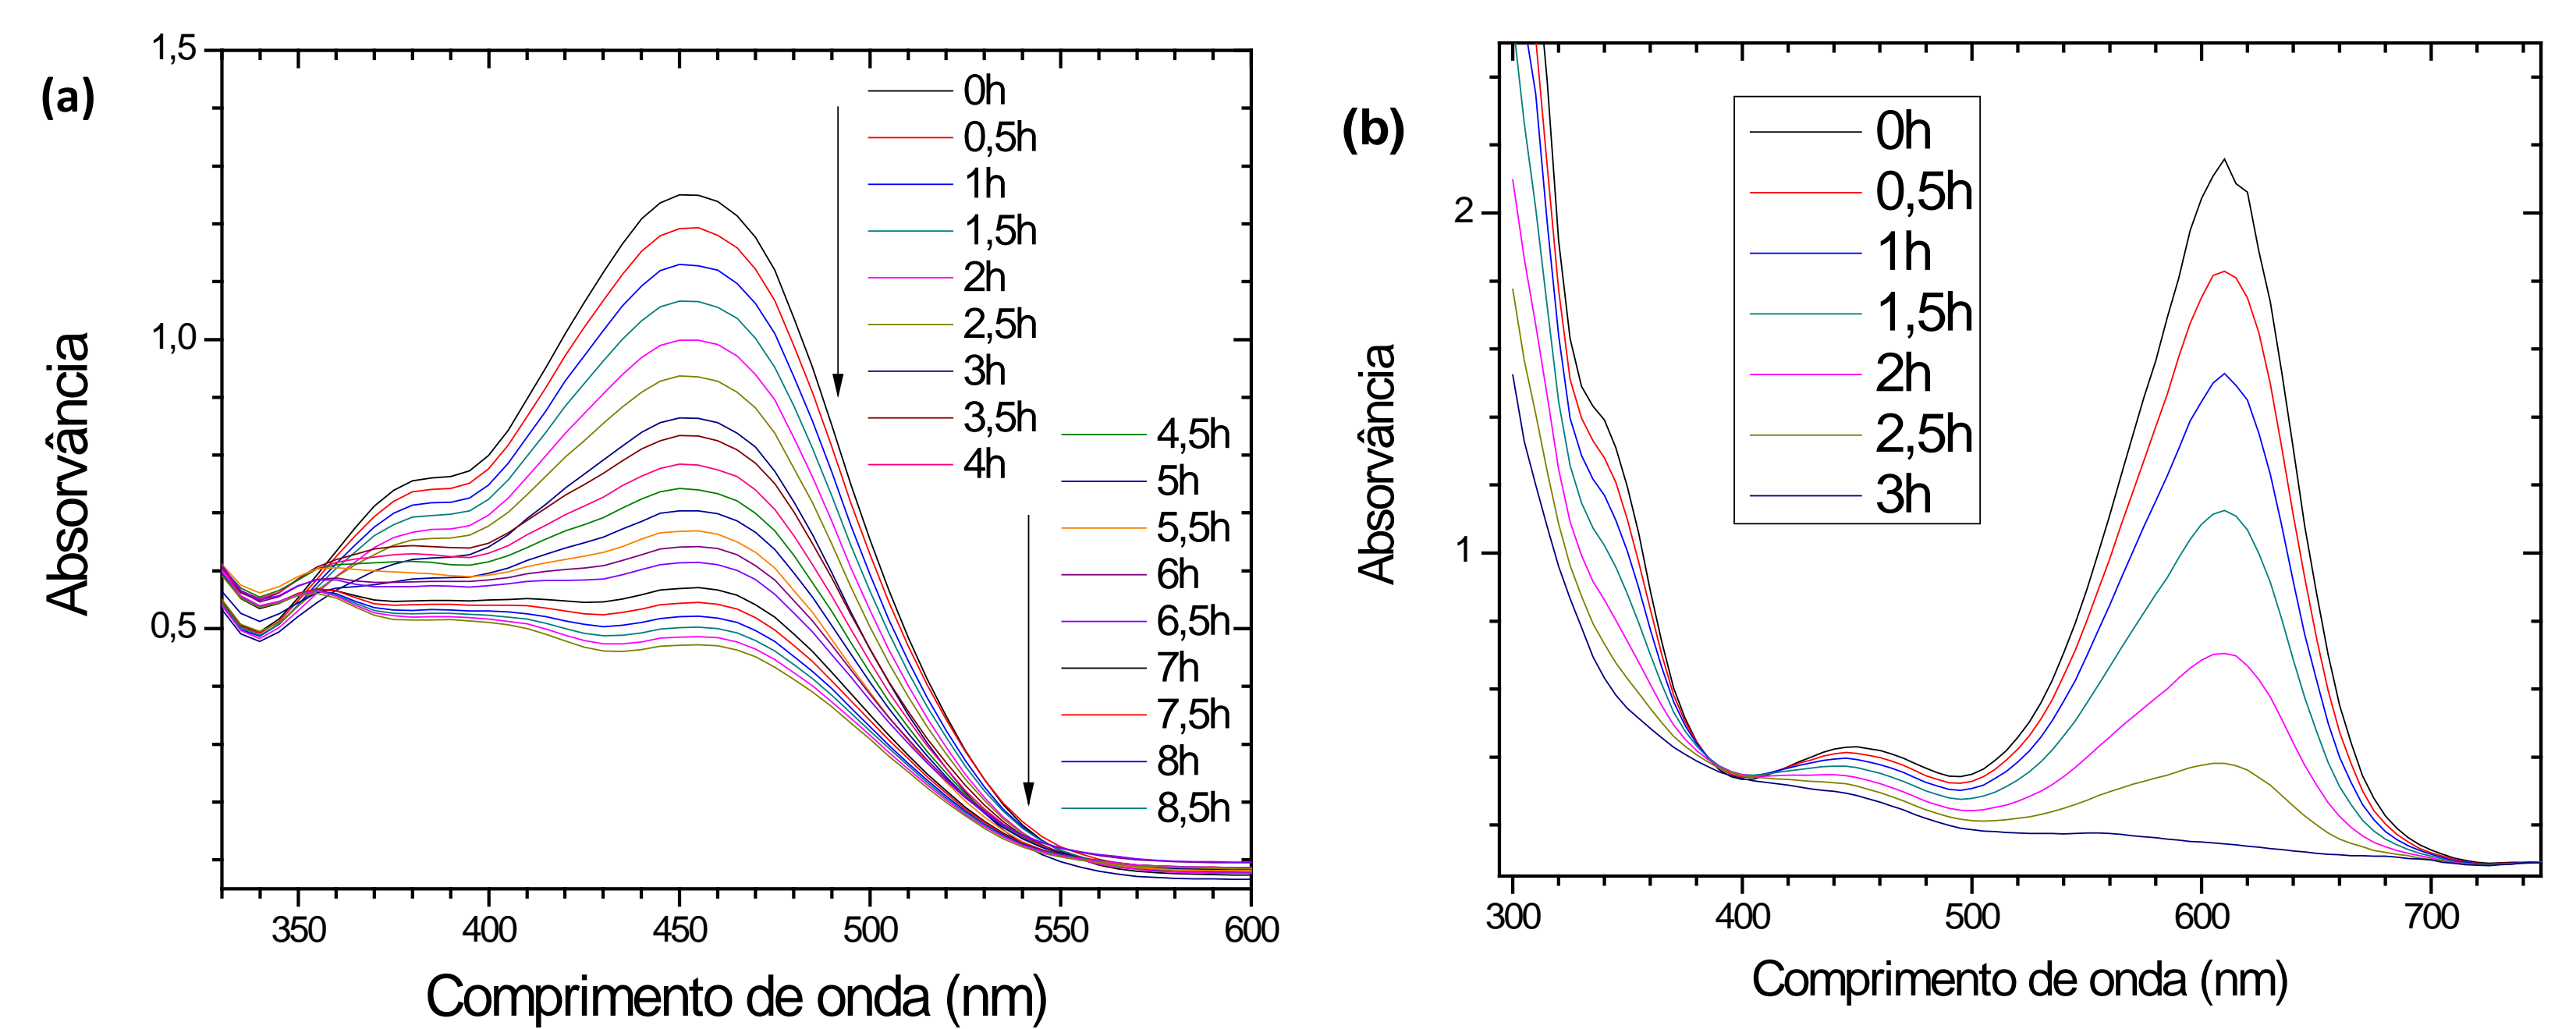 (a)
1,5
1,0
0,5
Absorvância
0h
0,5h
1h
1,5h
2h
2,5h
3h
3,5h
4h
4,5h
5h
5,5h
6h
6,5h
7h
7,5h
8h
8,5h
350 400 450 500 550 600
Comprimento de onda (nm)
(b)
2
1
Absorvância
0h
0,5h
1h
1,5h
2h
2,5h
3h
300 400 500 600 700
Comprimento de onda (nm)